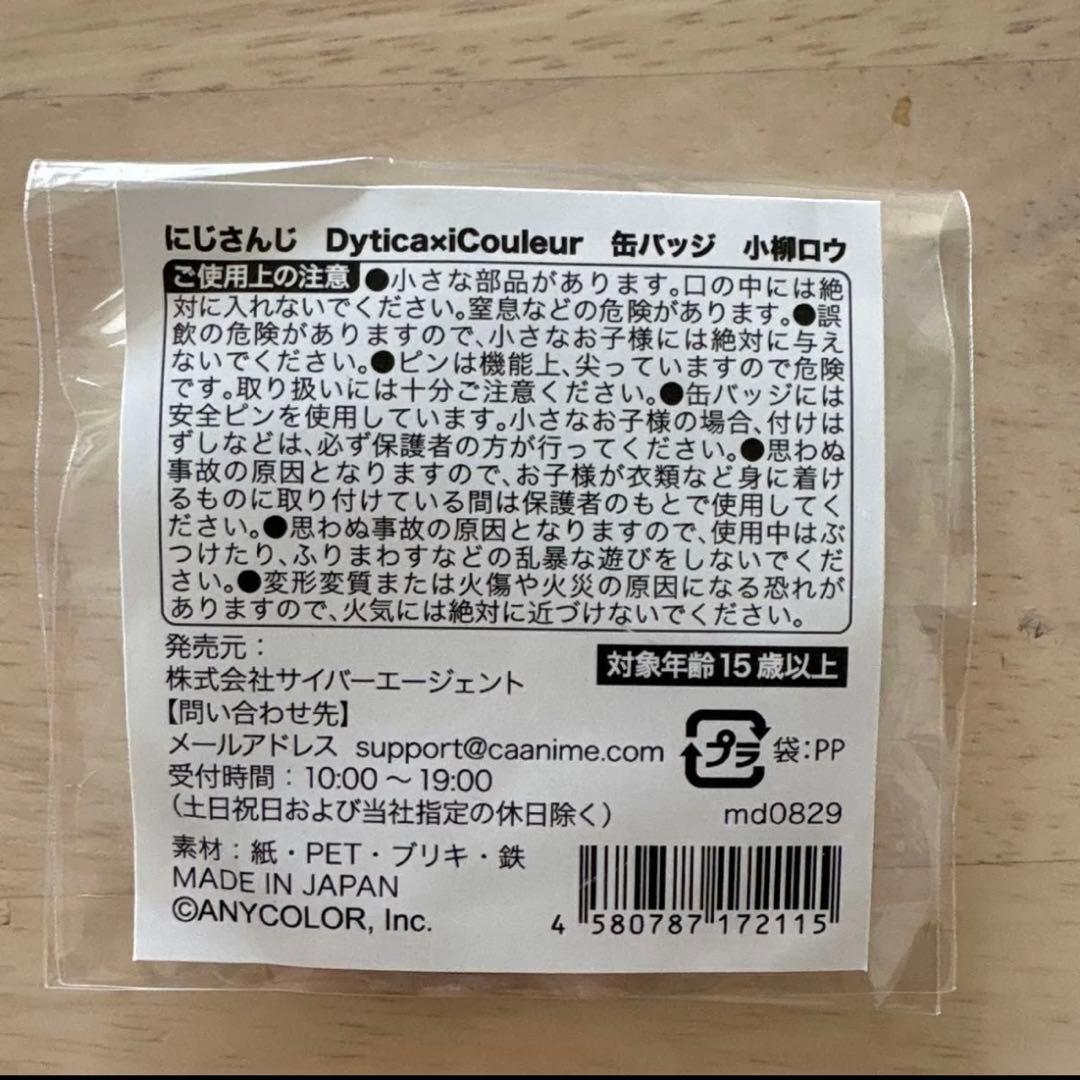 にじさんじ Dytica×iCouleur 缶バッジ 小柳ロウ
ご使用上の注意 ●小さな部品があります。口の中には絶
対に入れないでください。窒息などの危険があります。●誤
飲の危険がありますので、小さなお子様には絶対に与え
ないでください。●ピンは機能上、尖っていますので危険
です。取り扱いには十分ご注意ください。●缶バッジには
安全ピンを使用しています。小さなお子様の場合、付けは
ずしなどは、必ず保護者の方が行ってください。●思わぬ
事故の原因となりますので、お子様が衣類など身に着け
るものに取り付けている間は保護者のもとで使用してく
ださい。●思わぬ事故の原因となりますので、使用中はぶ
つけたり、ふりまわすなどの乱暴な遊びをしないでくだ
さい。●変形変質または火傷や火災の原因になる恐れが
ありますので、火気には絶対に近づけないでください。
発売元：
株式会社サイバーエージェント
対象年齢15歳以上
【問い合わせ先】
メールアドレス support@caanime.com
プラ 袋：PP
受付時間：10:00～19:00
（土日祝日および当社指定の休日除く）
md0829
素材：紙・PET・ブリキ・鉄
MADE IN JAPAN
©ANYCOLOR, Inc.
4 580787 172115